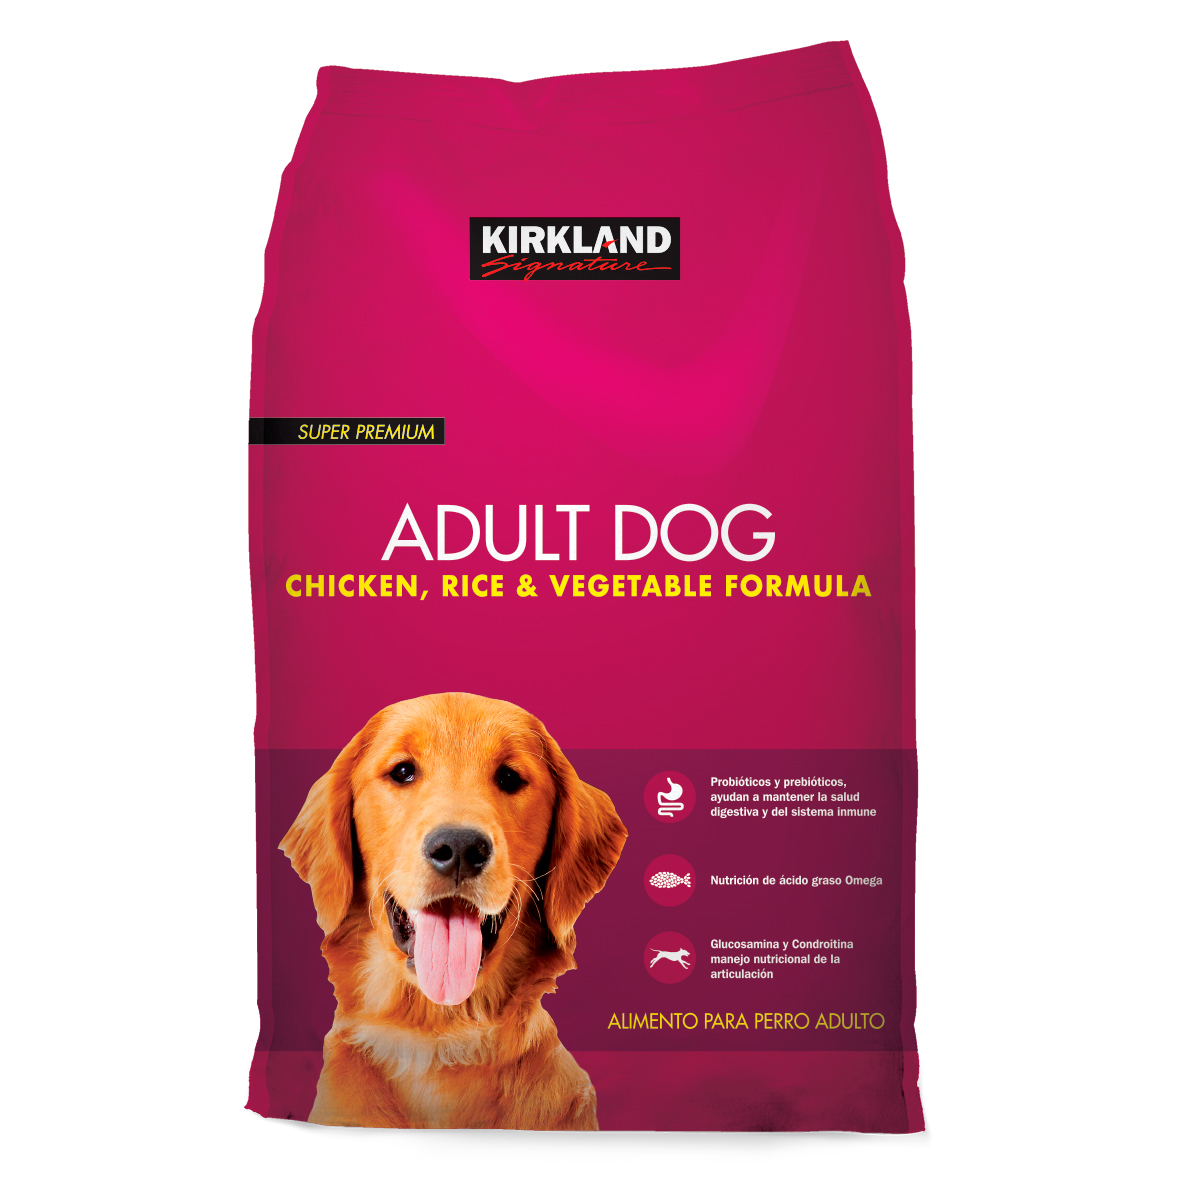 KIRKLAND
Signature
SUPER PREMIUM
ADULT DOG
CHICKEN, RICE & VEGETABLE FORMULA
Probióticos y prebióticos,
ayudan a mantener la salud
digestiva y del sistema inmune
Nutrición de ácido graso Omega
Glucosamina y Condroitina
manejo nutricional de la
articulación
ALIMENTO PARA PERRO ADULTO